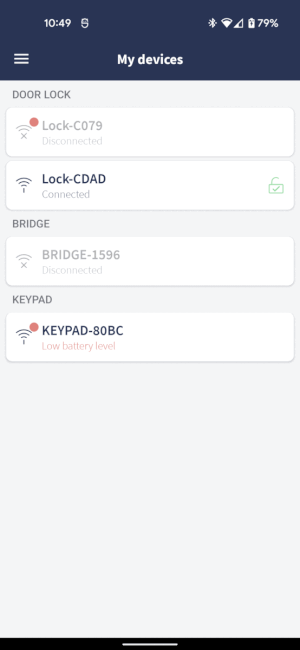 10:49
79%
My devices
DOOR LOCK
Lock-C079
Disconnected
Lock-CDAD
Connected
BRIDGE
BRIDGE-1596
Disconnected
KEYPAD
KEYPAD-80BC
Low battery level